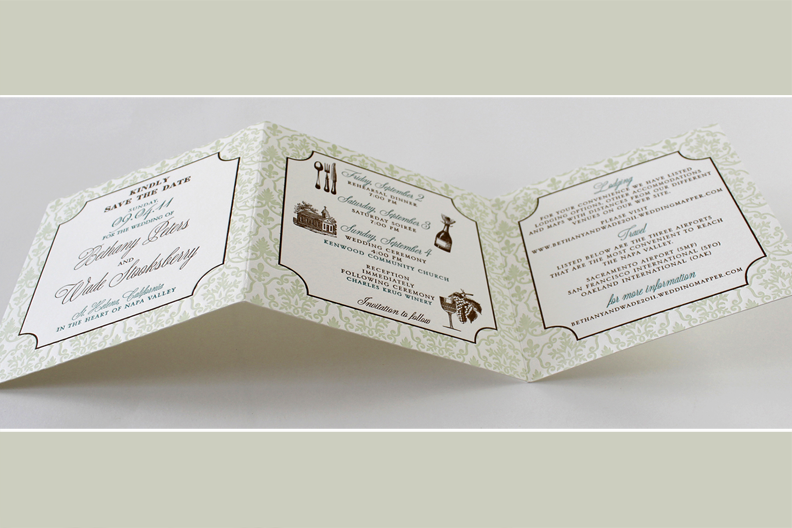 KINDLY
SAVE THE DATE
SUNDAY
09.04.11
FOR THE WEDDING OF
Bethany Peters
AND
Wade Stooksberry
St. Helena, California
IN THE HEART OF NAPA VALLEY
Friday, September 2
REHEARSAL DINNER
PM
Saturday, September 3
SATURDAY SOIREE
7:00 PM
Sunday, September 4
WEDDING CEREMONY
4:00 PM
KENWOOD COMMUNITY CHURCH
RECEPTION
IMMEDIATELY
FOLLOWING CEREMONY
CHARLES KRUG WINERY
Invitation to follow
Lodging
FOR YOUR CONVENIENCE WE HAVE LISTED
LODGING OPTIONS, OTHER ACCOMMODATIONS
AND MAPS OF VENUES FROM THE DIFFERENT
ON OUR WEB SITE.
PLEASE VISIT
WWW.BETHANYANDWADE2011.WEDDINGMAPPER.COM
Travel
LISTED BELOW ARE THE THREE AIRPORTS
THAT ARE THE MOST CONVENIENT TO REACH
THE NAPA VALLEY.
SACRAMENTO AIRPORT (SMF)
SAN FRANCISCO INTERNATIONAL (SFO)
OAKLAND INTERNATIONAL (OAK)
for more information
BETHANYANDWADE2011.WEDDINGMAPPER.COM